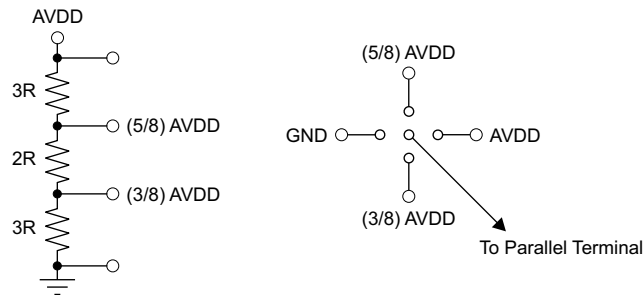 AVDD
3R
(5/8) AVDD
2R
(3/8) AVDD
3R
(5/8) AVDD
GND
AVDD
(3/8) AVDD
To Parallel Terminal